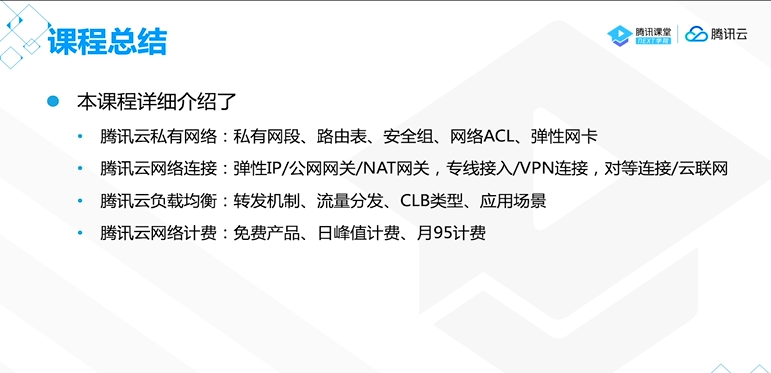 课程总结
腾讯课堂
NEXT学院
腾讯云
本课程详细介绍了
腾讯云私有网络：私有网段、路由表、安全组、网络ACL、弹性网卡
腾讯云网络连接：弹性IP/公网网关/NAT网关，专线接入/VPN连接，对等连接/云联网
腾讯云负载均衡：转发机制、流量分发、CLB类型、应用场景
腾讯云网络计费：免费产品、日峰值计费、月95计费